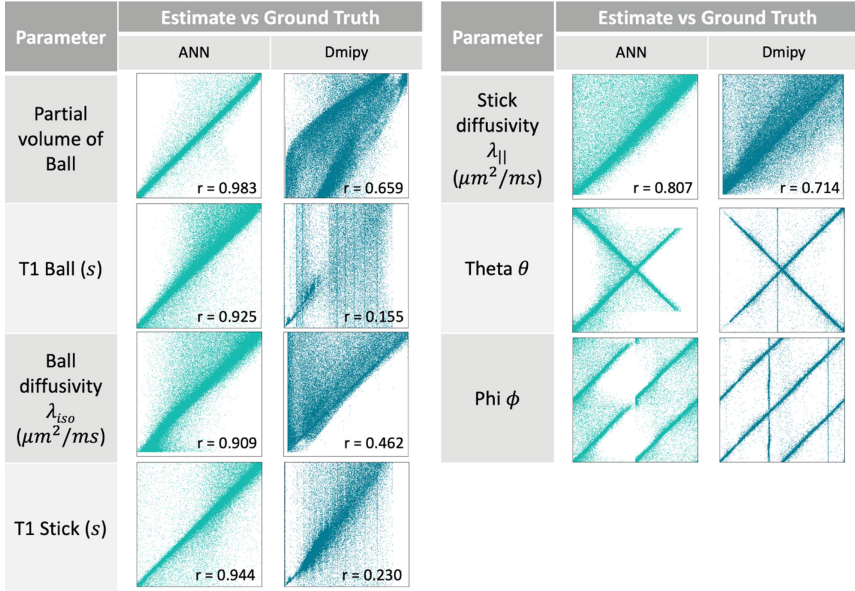 Parameter
Estimate vs Ground Truth
ANN
Dmipy
Partial volume of Ball
r = 0.983
r = 0.659
T1 Ball (s)
r = 0.925
r = 0.155
Ball diffusivity
λ_iso
(μm²/ms)
r = 0.909
r = 0.462
T1 Stick (s)
r = 0.944
r = 0.230
Parameter
Estimate vs Ground Truth
ANN
Dmipy
Stick diffusivity
λ_||
(μm²/ms)
r = 0.807
r = 0.714
Theta θ
Phi ϕ